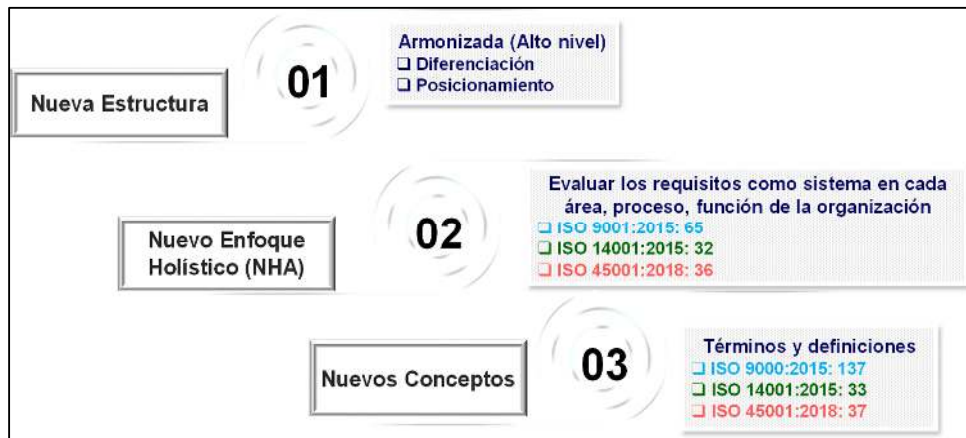 Nueva Estructura
01
Armonizada (Alto nivel)
❑ Diferenciación
❑ Posicionamiento
Nuevo Enfoque
Holístico (NHA)
02
Evaluar los requisitos como sistema en cada
área, proceso, función de la organización
❑ ISO 9001:2015: 65
❑ ISO 14001:2015: 32
❑ ISO 45001:2018: 36
Nuevos Conceptos
03
Términos y definiciones
❑ ISO 9000:2015: 137
❑ ISO 14001:2015: 33
❑ ISO 45001:2018: 37